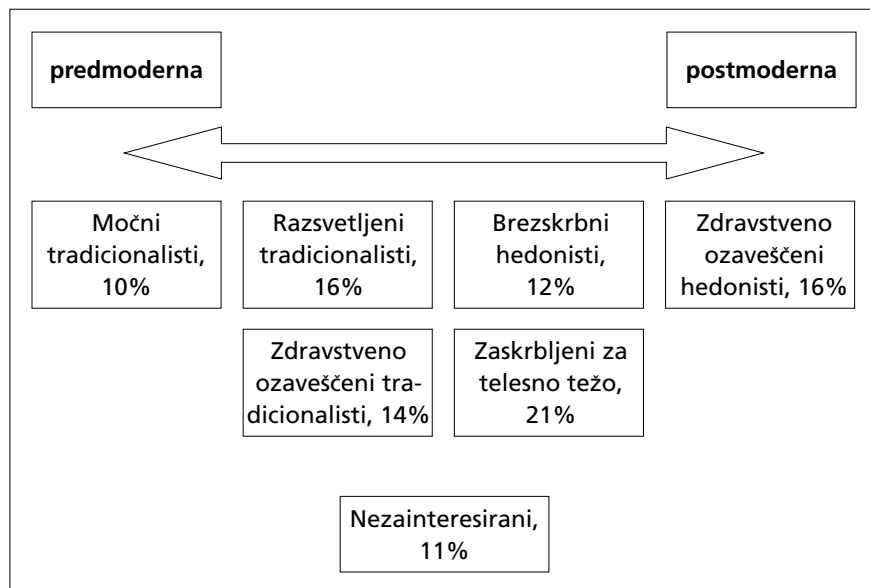 predmoderna
postmoderna
Močni
tradicionalisti,
10%
Razsvetljeni
tradicionalisti,
16%
Brezskrbni
hedonisti,
12%
Zdravstveno
ozaveščeni
hedonisti, 16%
Zdravstveno
ozaveščeni tra-
dicionalisti, 14%
Zaskrbljeni za
telesno težo,
21%
Nezainteresirani,
11%